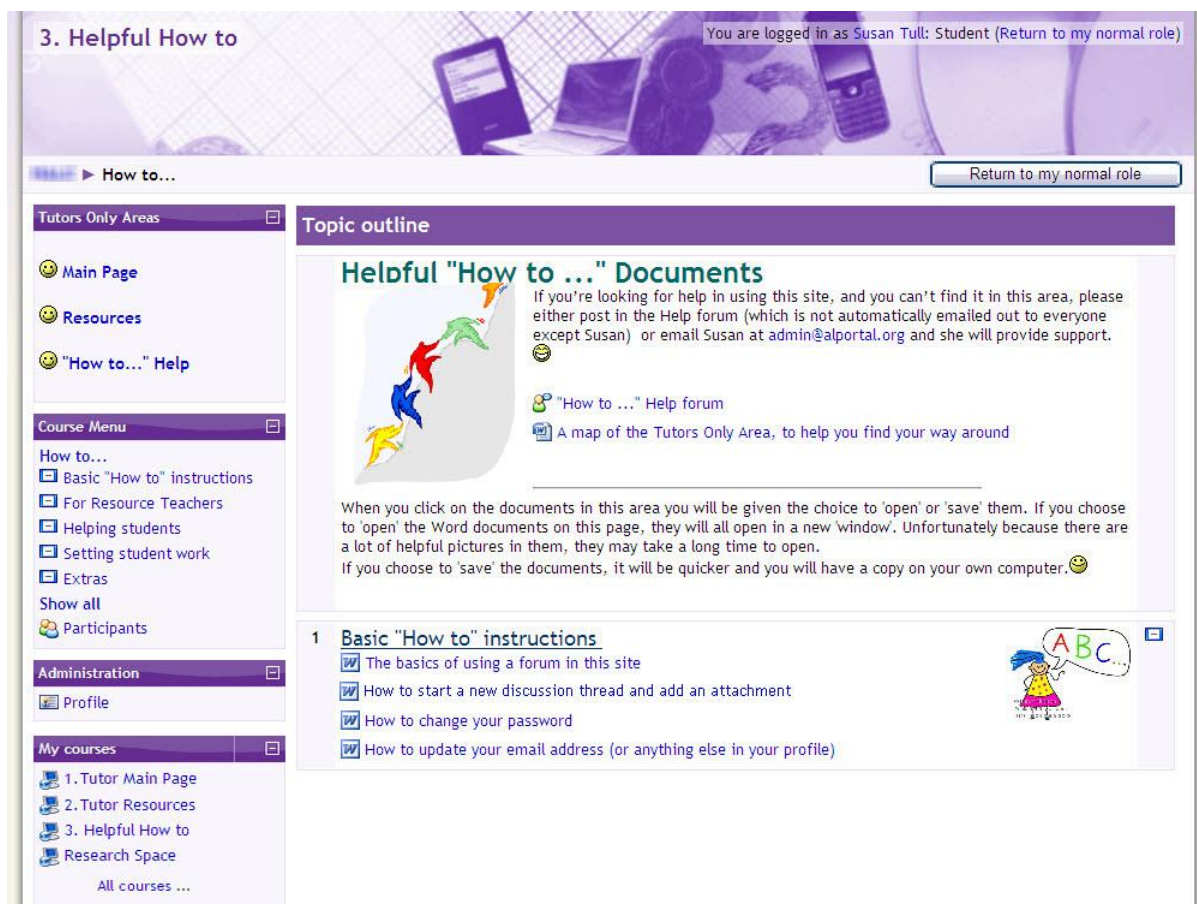 3. Helpful How to
You are logged in as Susan Tull: Student (Return to my normal role)
How to...
Return to my normal role
Tutors Only Areas
Main Page
Resources
"How to..." Help
Course Menu
How to...
Basic "How to" instructions
For Resource Teachers
Helping students
Setting student work
Extras
Show all
Participants
Administration
Profile
My courses
1.Tutor Main Page
2.Tutor Resources
3. Helpful How to
Research Space
All courses ...
Topic outline
Helpful "How to ..." Documents
If you're looking for help in using this site, and you can't find it in this area, please
either post in the Help forum (which is not automatically emailed out to everyone
except Susan) or email Susan at admin@alportal.org and she will provide support.
"How to ..." Help forum
A map of the Tutors Only Area, to help you find your way around
When you click on the documents in this area you will be given the choice to 'open' or 'save' them. If you choose
to 'open' the Word documents on this page, they will all open in a new 'window'. Unfortunately because there are
a lot of helpful pictures in them, they may take a long time to open.
If you choose to 'save' the documents, it will be quicker and you will have a copy on your own computer.
1 Basic "How to" instructions
The basics of using a forum in this site
How to start a new discussion thread and add an attachment
How to change your password
How to update your email address (or anything else in your profile)
ABC...